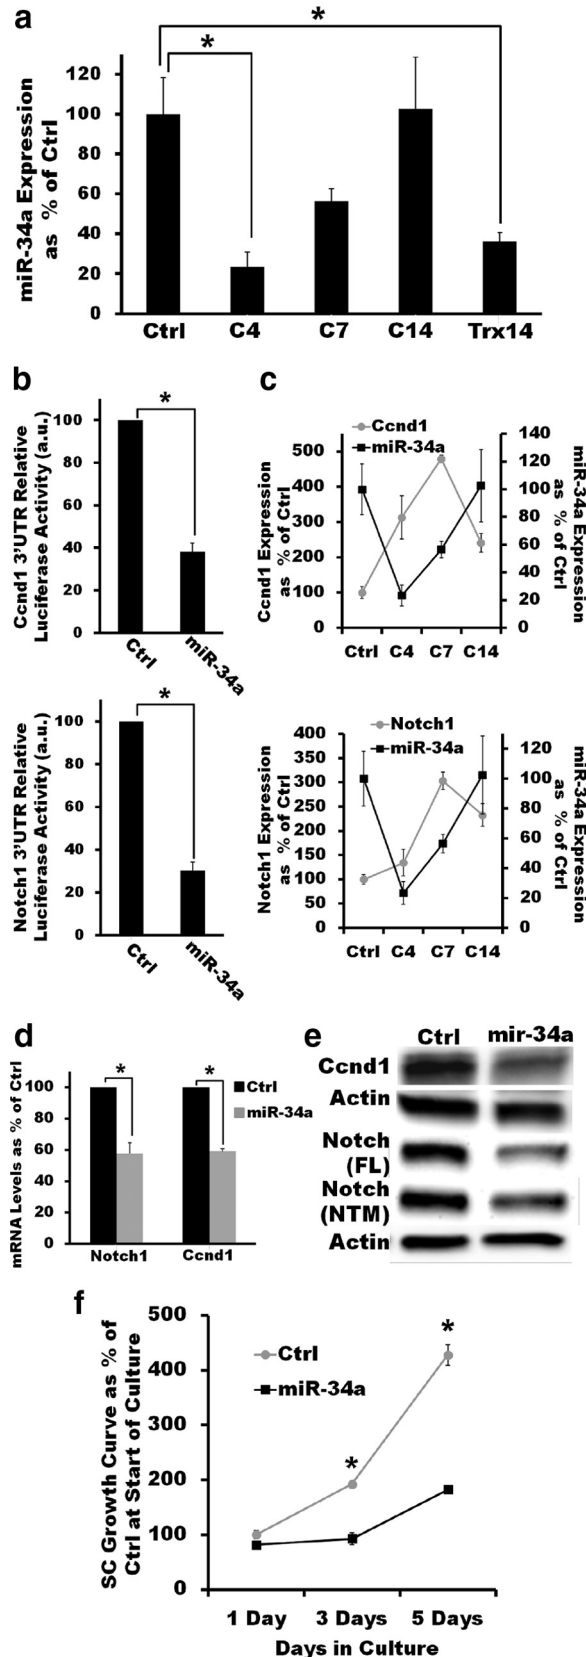 a
*
*
miR-34a Expression
as % of Ctrl
120
100
80
60
40
20
0
Ctrl C4 C7 C14 Trx14
b
*
Ccnd1 3'UTR Relative
Luciferase Activity (a.u.)
100
80
60
40
20
0
Ctrl
miR-34a
c
Ccnd1
miR-34a
Ccnd1 Expression
as % of Ctrl
500
400
300
200
100
0
140
120
100
80
60
40
20
0
miR-34a Expression
as % of Ctrl
Ctrl C4 C7 C14
*
Notch1 3'UTR Relative
Luciferase Activity (a.u.)
100
80
60
40
20
0
Ctrl
miR-34a
Notch1
miR-34a
Notch1 Expression
as % of Ctrl
400
350
300
250
200
150
100
50
0
120
100
80
60
40
20
0
miR-34a Expression
as % of Ctrl
Ctrl C4 C7 C14
d
*
*
mRNA Levels as % of Ctrl
100
80
60
40
20
0
Ctrl
miR-34a
Notch1 Ccnd1
e
Ctrl mir-34a
Ccnd1
Actin
Notch
(FL)
Notch
(NTM)
Actin
f
SC Growth Curve as % of
Ctrl at Start of Culture
500
400
300
200
100
0
Ctrl
miR-34a
*
*
1 Day 3 Days 5 Days
Days in Culture